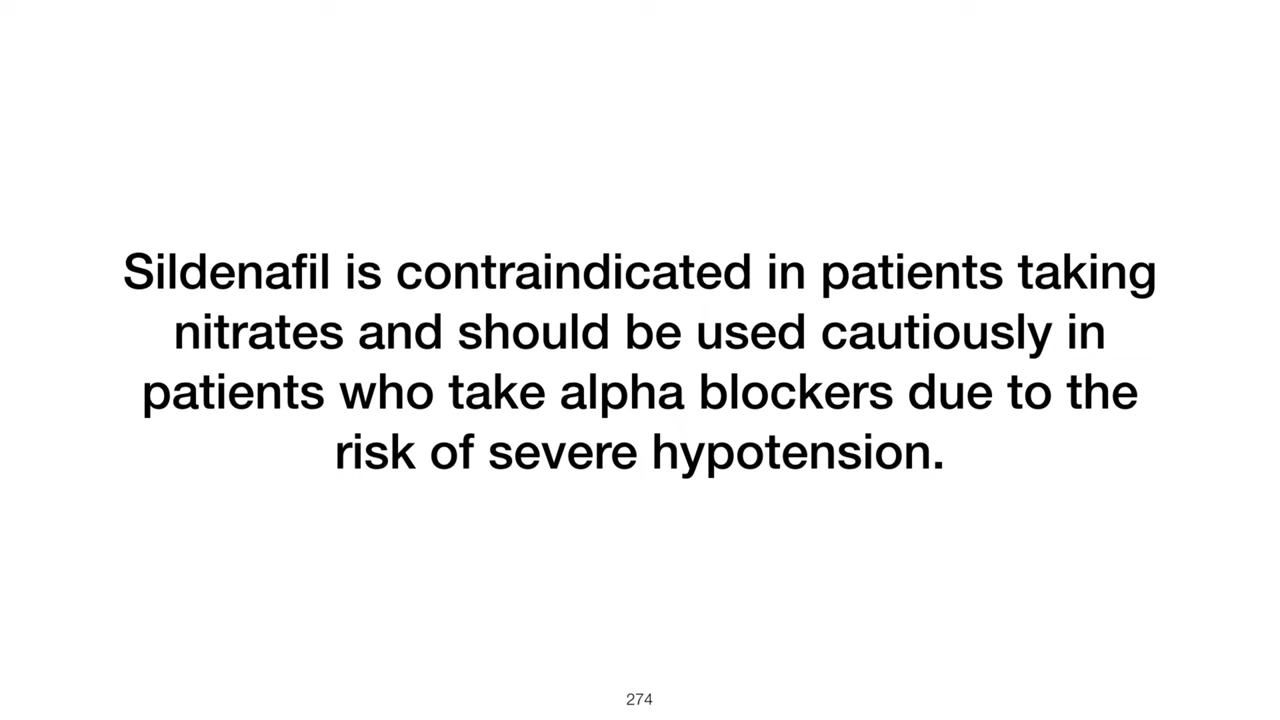 Sildenafil is contraindicated in patients taking
nitrates and should be used cautiously in
patients who take alpha blockers due to the
risk of severe hypotension.
274